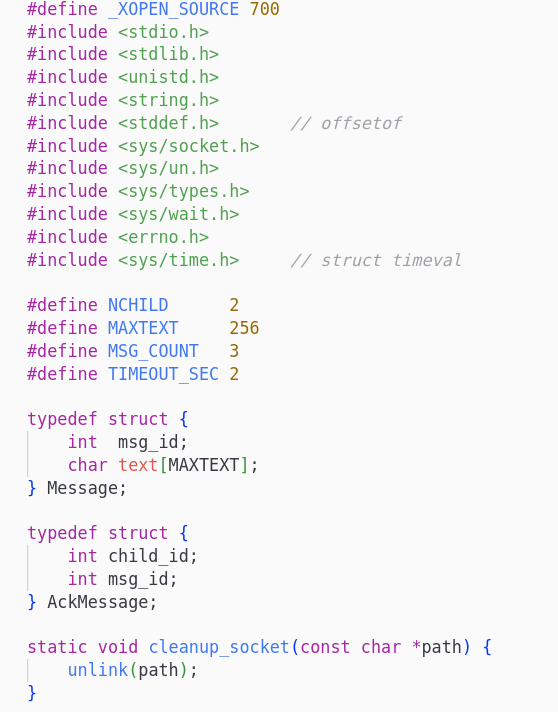 #define _XOPEN_SOURCE 700
#include <stdio.h>
#include <stdlib.h>
#include <unistd.h>
#include <string.h>
#include <stddef.h>       // offsetof
#include <sys/socket.h>
#include <sys/un.h>
#include <sys/types.h>
#include <sys/wait.h>
#include <errno.h>
#include <sys/time.h>     // struct timeval

#define NCHILD      2
#define MAXTEXT     256
#define MSG_COUNT   3
#define TIMEOUT_SEC 2

typedef struct {
    int  msg_id;
    char text[MAXTEXT];
} Message;

typedef struct {
    int child_id;
    int msg_id;
} AckMessage;

static void cleanup_socket(const char *path) {
    unlink(path);
}